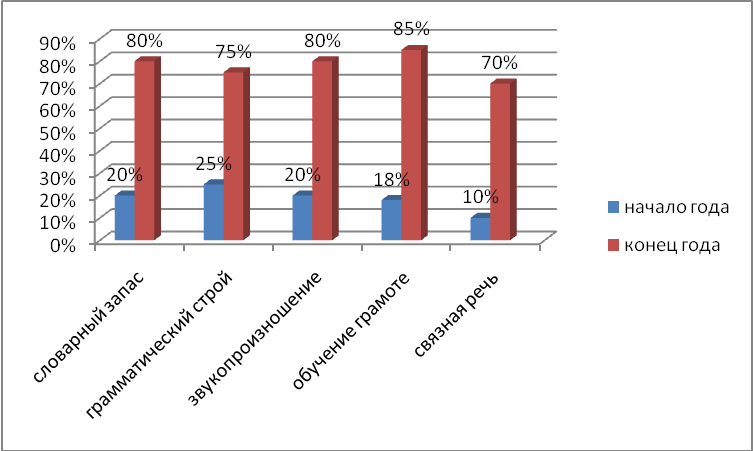 90%
80%
70%
60%
50%
40%
30%
20%
10%
0%
20%
80%
25%
75%
20%
80%
18%
85%
10%
70%
словарный запас
грамматический строй
звукопроизношение
обучение грамоте
связная речь
начало года
конец года